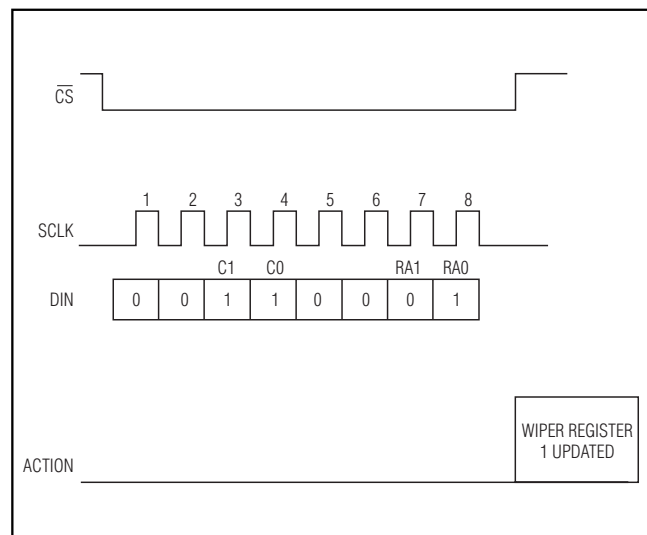 CS
1 2 3 4 5 6 7 8
SCLK
C1 C0 RA1 RA0
DIN 0 0 1 1 0 0 0 1
WIPER REGISTER
1 UPDATED
ACTION